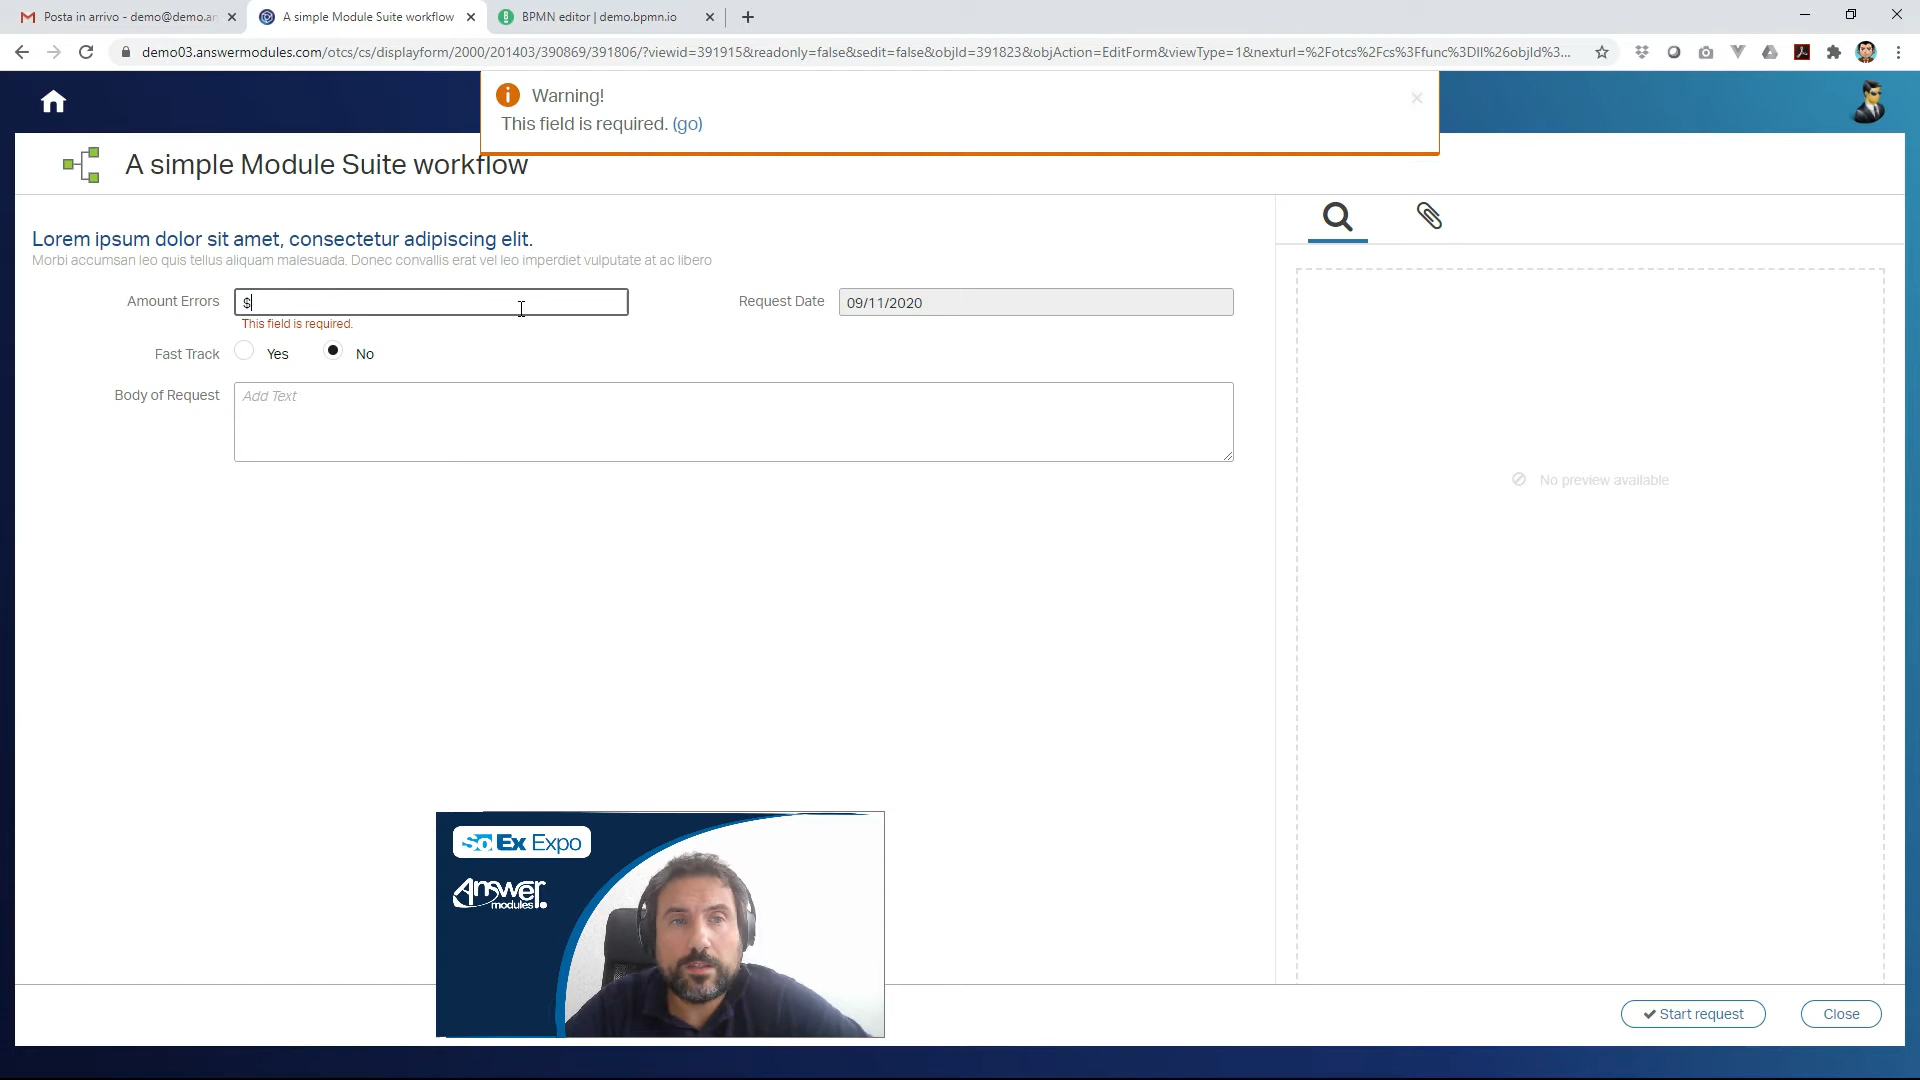 Posta in arrivo - demo@demo.an
A simple Module Suite workflow
BPMN editor | demo.bpmn.io
demo03.answermodules.com/otcs/cs/displayform/2000/201403/390869/391806/?viewid=391915&readonly=false&sedit=false&objId=391823&objAction=EditForm&viewType=1&nexturl=%2Fotcs%2Fcs%3Ffunc%3Dll%26objId%3...
Warning!
This field is required. (go)
A simple Module Suite workflow
Lorem ipsum dolor sit amet, consectetur adipiscing elit.
Morbi accumsan leo quis tellus aliquam malesuada. Donec convallis erat vel leo imperdiet vulputate at ac libero
Amount Errors
$
Request Date
09/11/2020
This field is required.
Fast Track
Yes
No
Body of Request
Add Text
No preview available
SoEx Expo
Answer
modules
Start request
Close